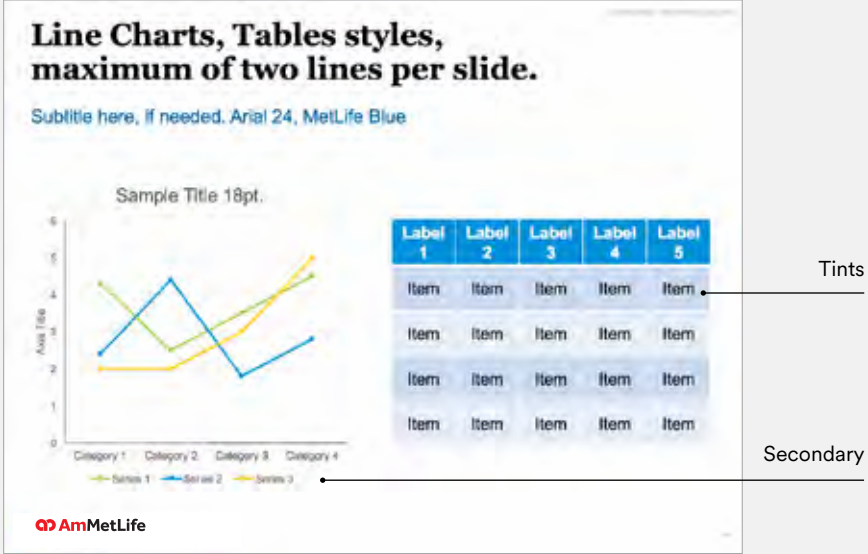 Line Charts, Tables styles,
maximum of two lines per slide.
Subtitle here, if needed. Arial 24, MetLife Blue
Sample Title 18pt.
6
5
4
3
2
1
0
Axis Title
Category 1 Category 2 Category 3 Category 4
Series 1 Series 2 Series 3
Label 1 Label 2 Label 3 Label 4 Label 5
Item Item Item Item Item
Item Item Item Item Item
Item Item Item Item Item
Item Item Item Item Item
Tints
Secondary
AmMetLife